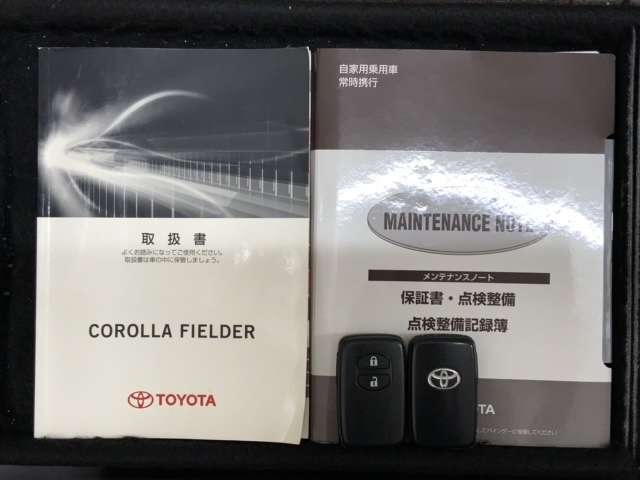 取扱書
よくお読みになってご使用ください。
取扱書は車の中に保管しましょう。
COROLLA FIELDER
TOYOTA
自家用乗用車
常時携行
MAINTENANCE NOTE
メンテナンスノート
保証書・点検整備
点検整備記録簿